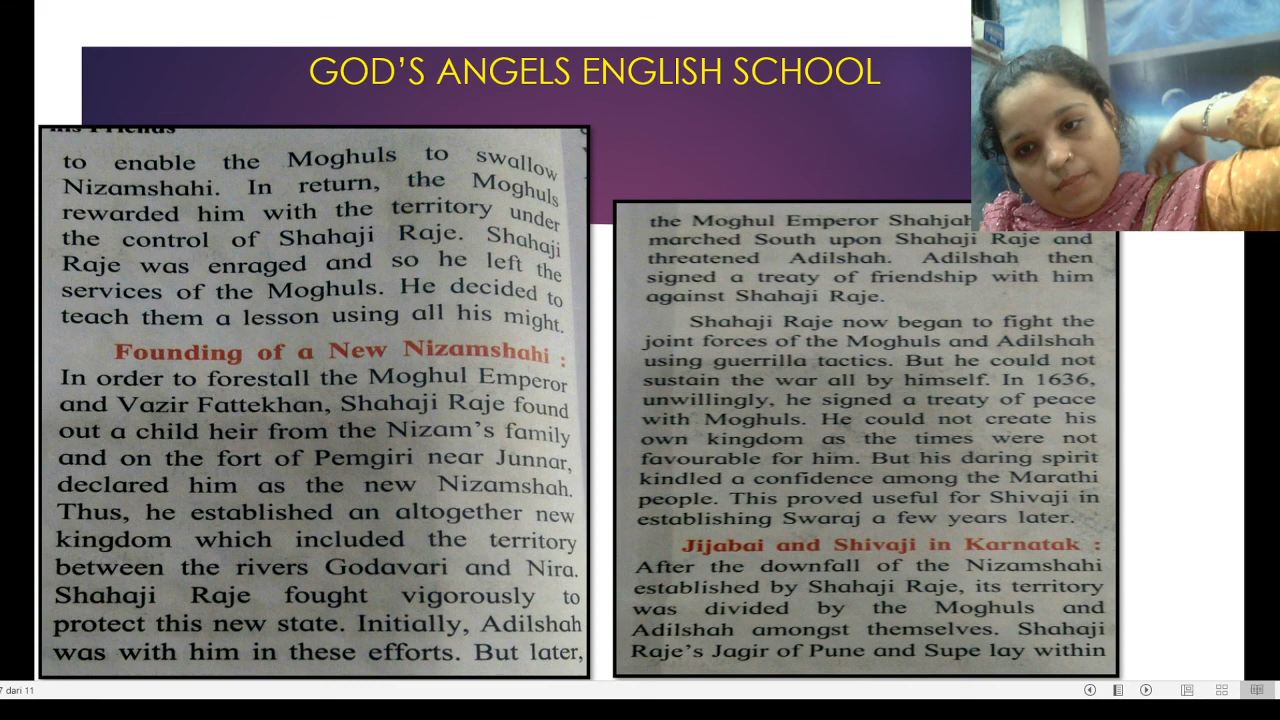 GOD'S ANGELS ENGLISH SCHOOL
his Friends
to enable the Moghuls to swallow
Nizamshahi. In return, the Moghuls
rewarded him with the territory under
the control of Shahaji Raje. Shahaji
Raje was enraged and so he left the
services of the Moghuls. He decided to
teach them a lesson using all his might.
Founding of a New Nizamshahi :
In order to forestall the Moghul Emperor
and Vazir Fattekhan, Shahaji Raje found
out a child heir from the Nizam's family
and on the fort of Pemgiri near Junnar,
declared him as the new Nizamshah.
Thus, he established an altogether new
kingdom which included the territory
between the rivers Godavari and Nira.
Shahaji Raje fought vigorously to
protect this new state. Initially, Adilshah
was with him in these efforts. But later,
the Moghul Emperor Shahjah
marched South upon Shahaji Raje and
threatened Adilshah. Adilshah then
signed a treaty of friendship with him
against Shahaji Raje.
Shahaji Raje now began to fight the
joint forces of the Moghuls and Adilshah
using guerrilla tactics. But he could not
sustain the war all by himself. In 1636,
unwillingly, he signed a treaty of peace
with Moghuls. He could not create his
own kingdom as the times were not
favourable for him. But his daring spirit
kindled a confidence among the Marathi
people. This proved useful for Shivaji in
establishing Swaraj a few years later.
Jijabai and Shivaji in Karnatak :
After the downfall of the Nizamshahi
established by Shahaji Raje, its territory
was divided by the Moghuls and
Adilshah amongst themselves. Shahaji
Raje's Jagir of Pune and Supe lay within
7 dari 11